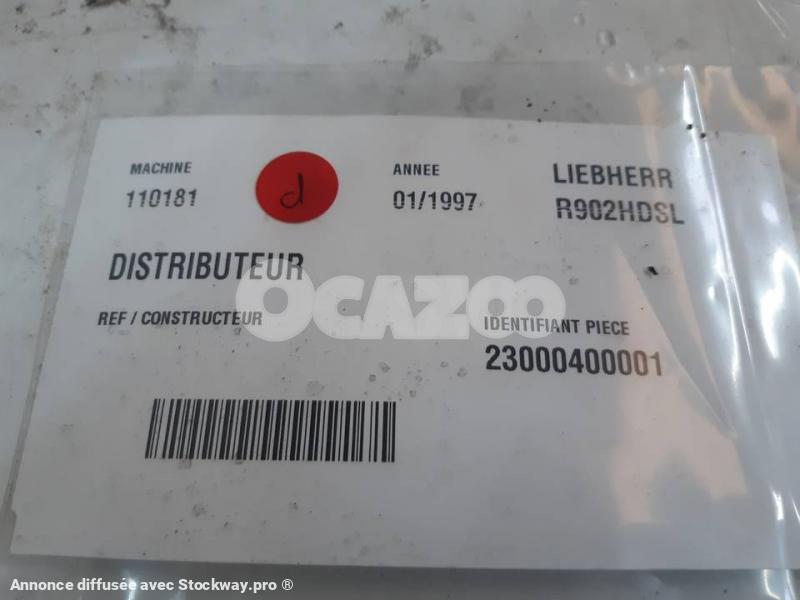 MACHINE
110181
d
ANNEE
01/1997
LIEBHERR
R902HDSL
DISTRIBUTEUR
OCAZOO
REF / CONSTRUCTEUR
IDENTIFIANT PIECE
23000400001
Annonce diffusée avec Stockway.pro ®